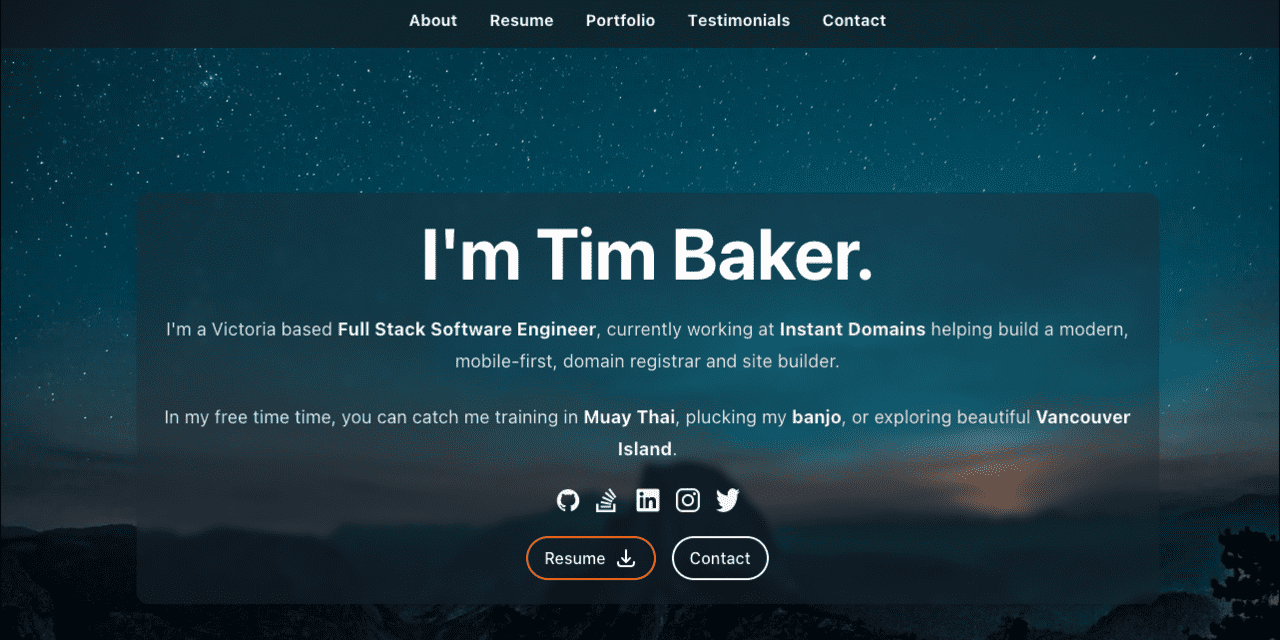 About Resume Portfolio Testimonials Contact
I'm Tim Baker.
I'm a Victoria based Full Stack Software Engineer, currently working at Instant Domains helping build a modern,
mobile-first, domain registrar and site builder.
In my free time time, you can catch me training in Muay Thai, plucking my banjo, or exploring beautiful Vancouver
Island.
in
Resume Contact